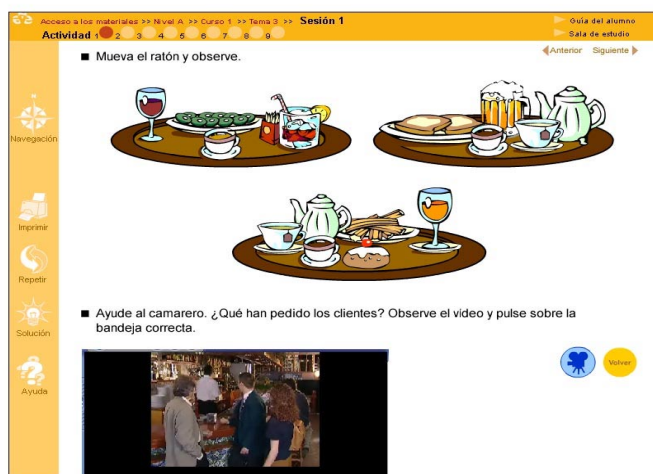 Acceso a los materiales >> Nivel A >> Curso 1 >> Tema 3 >> Sesión 1
Guía del alumno
Actividad 1 2 3 4 5 6 7 8 9
Sala de estudio
Anterior Siguiente
Mueva el ratón y observe.
Navegación
Imprimir
Repetir
Ayude al camarero. ¿Qué han pedido los clientes? Observe el video y pulse sobre la
bandeja correcta.
Solución
Volver
Ayuda